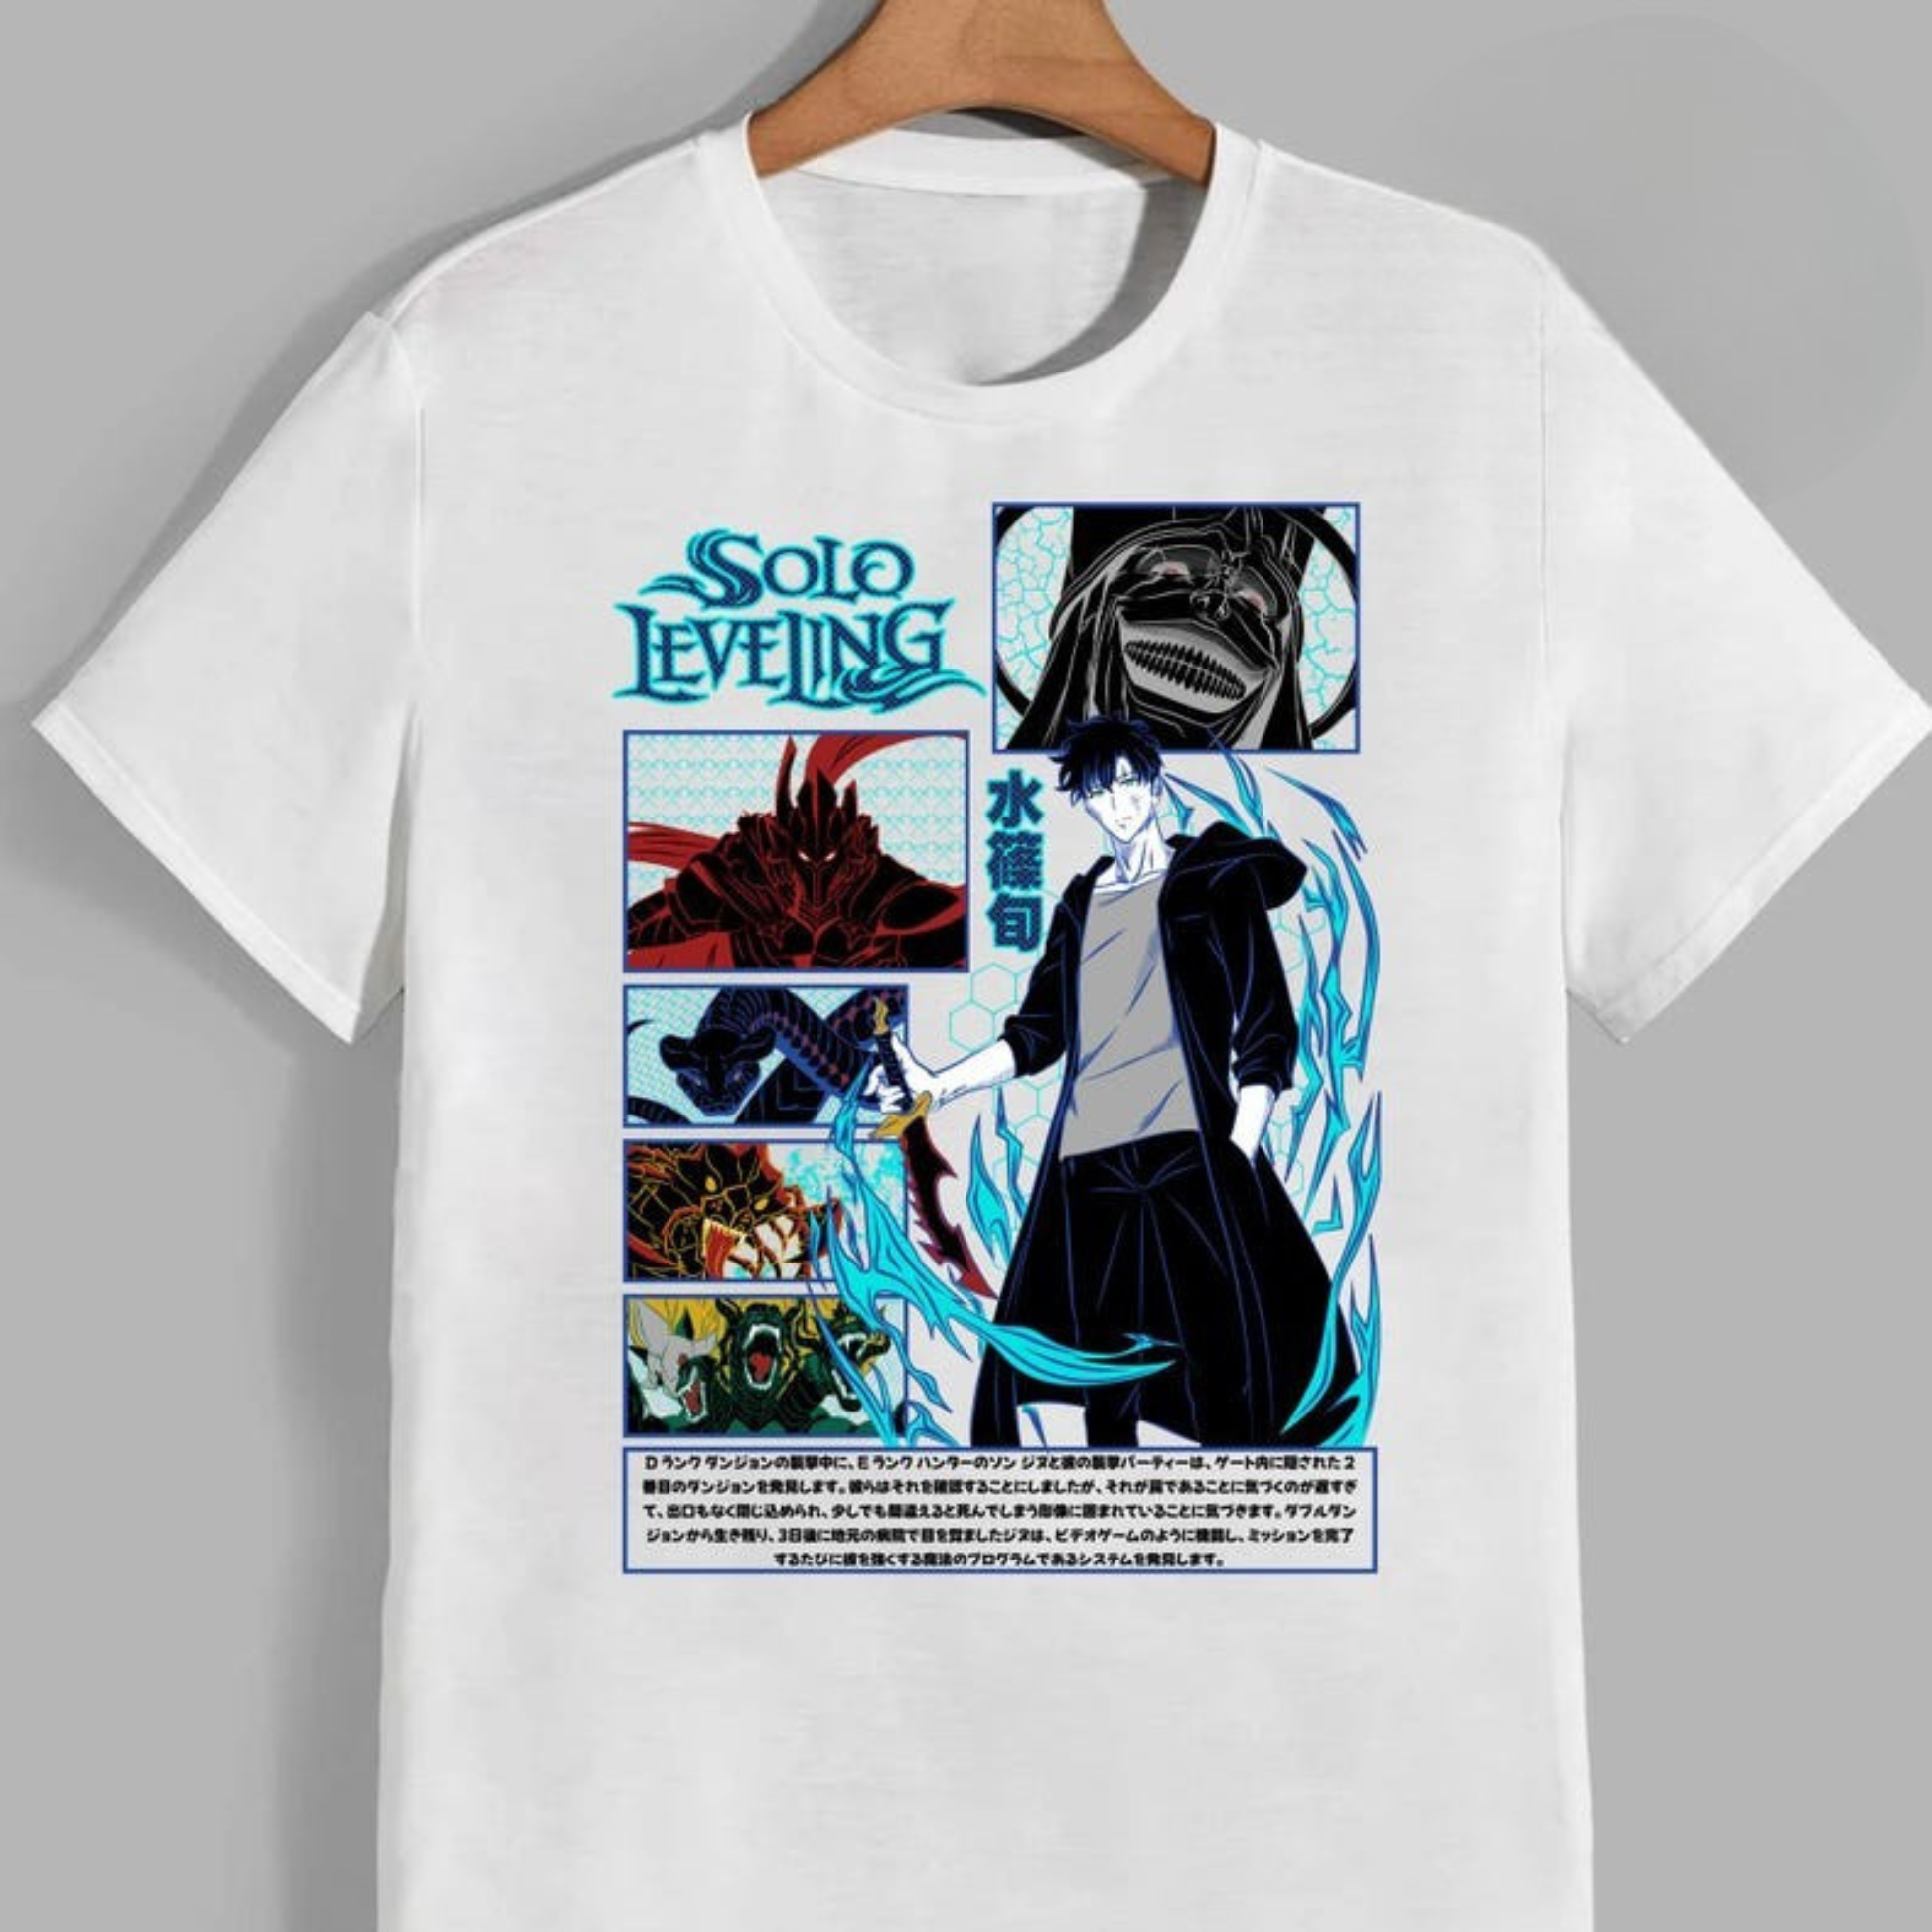 SOLO
LEVELING
水篠旬
D ランク ダンジョンの襲撃中に、E ランク ハンターのソン ジヌと彼の襲撃パーティーは、ゲート内に隠された 2
番目のダンジョンを発見します。彼らはそれを確認することにしましたが、それが罠であることに気づくのが遅すぎ
て、出口もなく閉じ込められ、少しでも間違えると死んでしまう彫像に囲まれていることに気づきます。ダブルダン
ジョンから生き残り、3日後に地元の病院で目を覚ましたジヌは、ビデオゲームのように機能し、ミッションを完了
するたびに彼を強くする魔法のプログラムであるシステムを発見します。